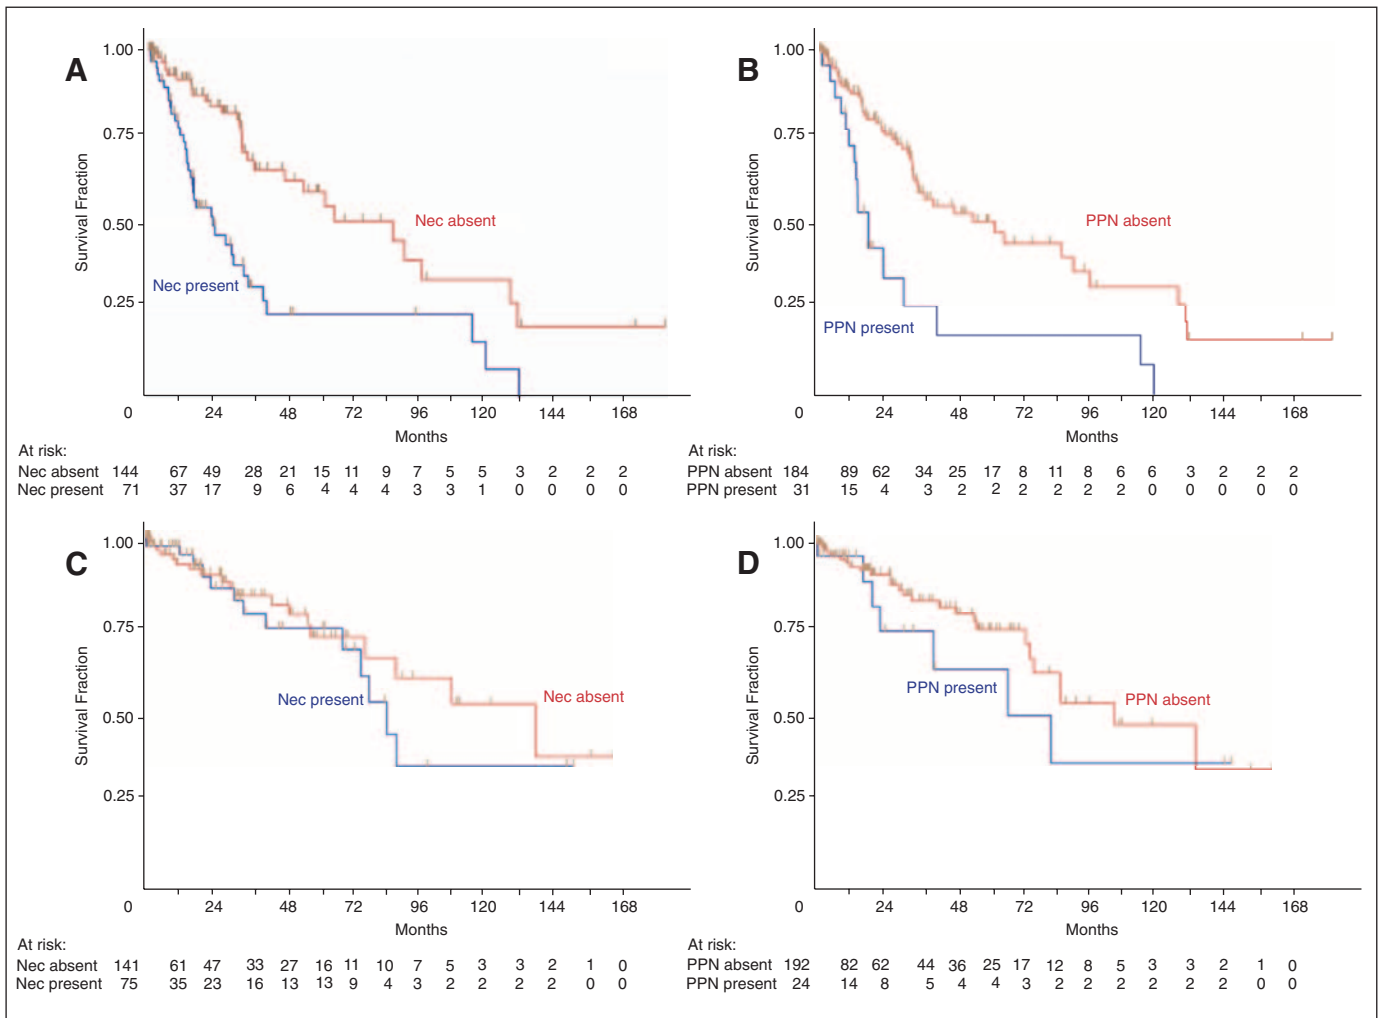 A
1.00
0.75
0.50
0.25
Survival Fraction
Nec absent
Nec present
0 24 48 72 96 120 144 168
Months
At risk:
Nec absent 144 67 49 28 21 15 11 9 7 5 5 3 2 2 2
Nec present 71 37 17 9 6 4 4 4 3 3 1 0 0 0 0
B
1.00
0.75
0.50
0.25
Survival Fraction
PPN absent
PPN present
0 24 48 72 96 120 144 168
Months
At risk:
PPN absent 184 89 62 34 25 17 8 11 8 6 6 3 2 2 2
PPN present 31 15 4 3 2 2 2 2 2 2 0 0 0 0 0
C
1.00
0.75
0.50
0.25
Survival Fraction
Nec present
Nec absent
0 24 48 72 96 120 144 168
Months
At risk:
Nec absent 141 61 47 33 27 16 11 10 7 5 3 3 2 1 0
Nec present 75 35 23 16 13 13 9 4 3 2 2 2 2 0 0
D
1.00
0.75
0.50
0.25
Survival Fraction
PPN present
PPN absent
0 24 48 72 96 120 144 168
Months
At risk:
PPN absent 192 82 62 44 36 25 17 12 8 5 3 3 2 1 0
PPN present 24 14 8 5 4 4 3 2 2 2 2 2 2 0 0